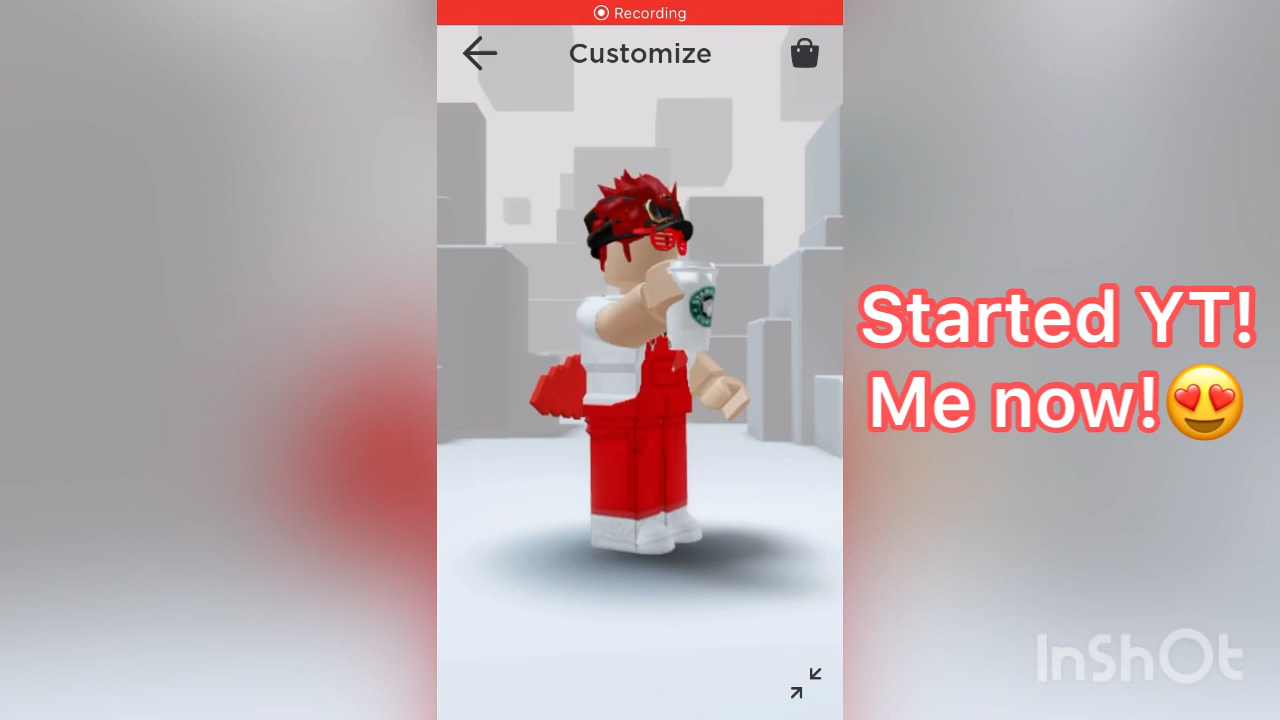 Recording
Customize
Started YT!
Me now!😍
InShOt